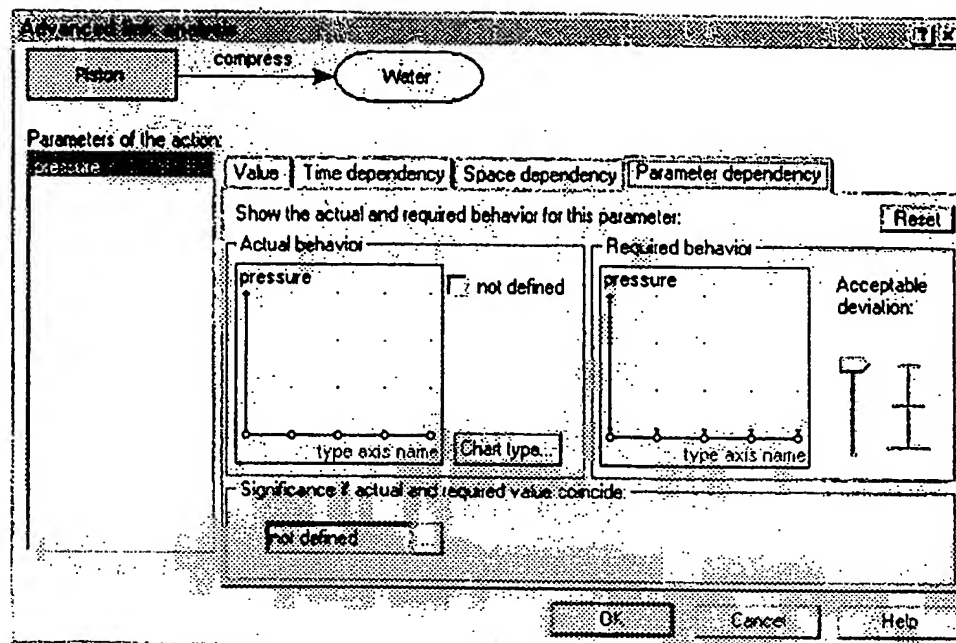 Advanced link analysis
compress
Piston
Water
Parameters of the action:
pressure
Value
Time dependency
Space dependency
Parameter dependency
Show the actual and required behavior for this parameter:
Reset
Actual behavior
Required behavior
pressure
not defined
pressure
Acceptable
deviation:
type axis name
Chart type...
type axis name
Significance if actual and required value coincide:
not defined
...
OK
Cancel
Help